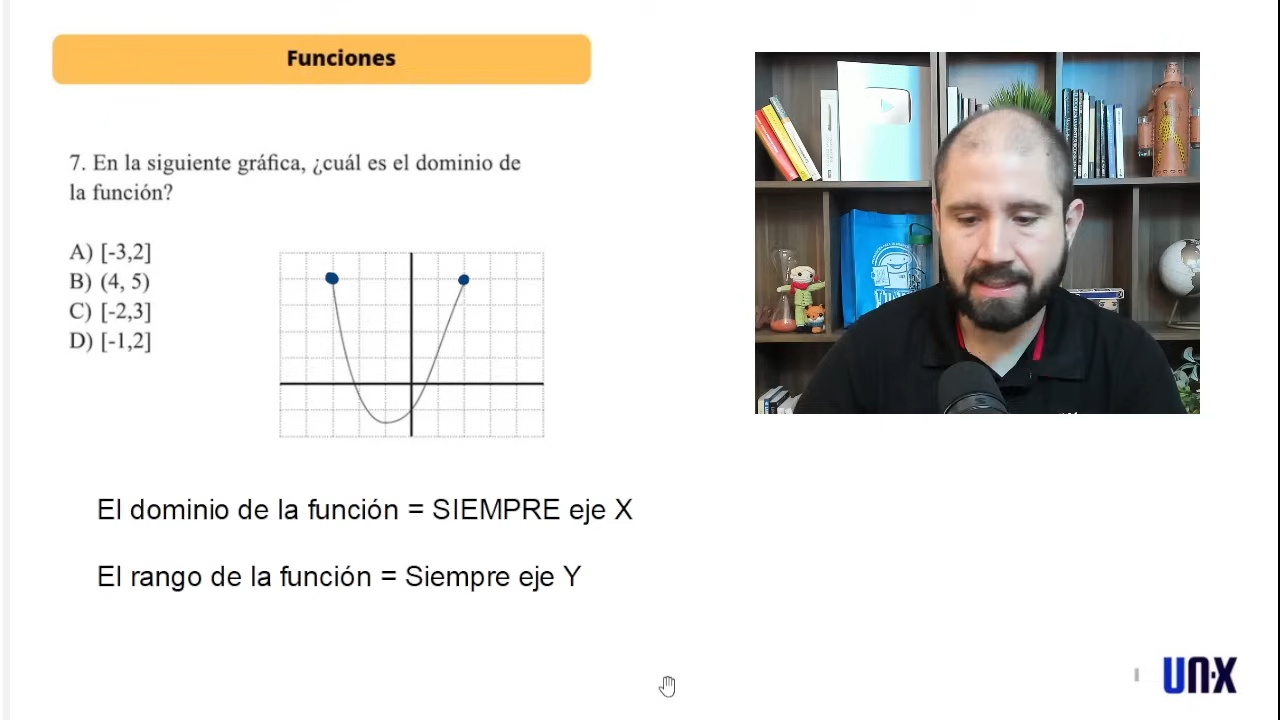 Funciones
7. En la siguiente gráfica, ¿cuál es el dominio de
la función?
A) [-3,2]
B) (4, 5)
C) [-2,3]
D) [-1,2]
El dominio de la función = SIEMPRE eje X
El rango de la función = Siempre eje Y
UN·X